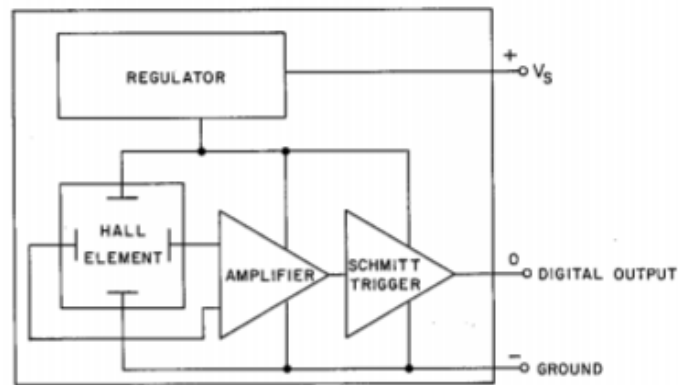 REGULATOR
+
VS
HALL
ELEMENT
AMPLIFIER
SCHMITT
TRIGGER
O
DIGITAL OUTPUT
−
GROUND